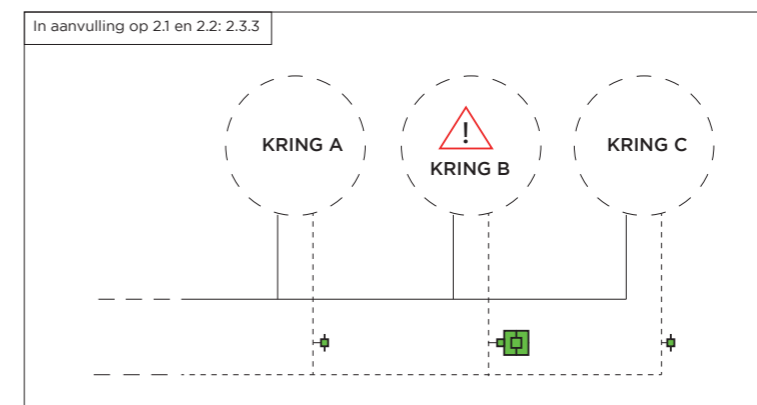 In aanvulling op 2.1 en 2.2: 2.3.3
KRING A
!
KRING B
KRING C